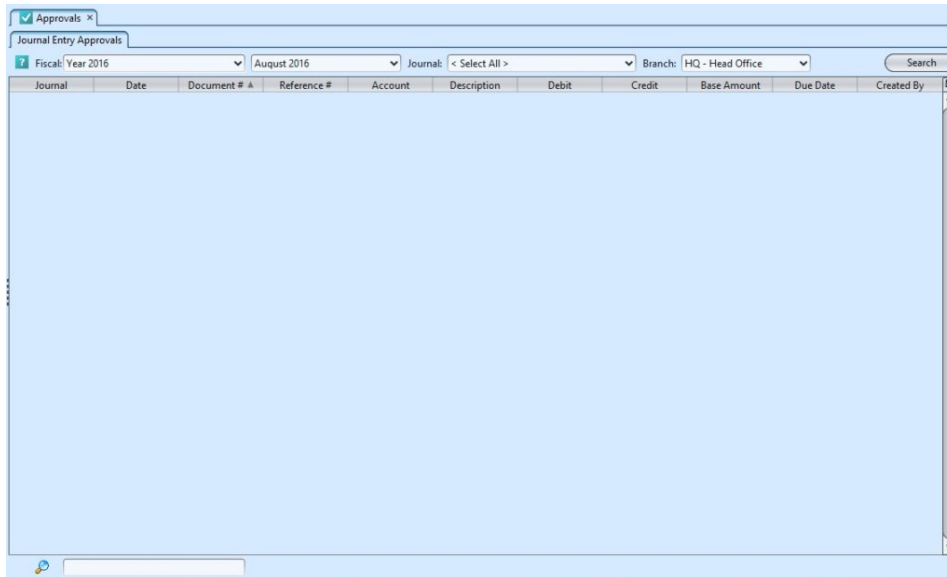 Approvals ×
Journal Entry Approvals
? Fiscal: Year 2016 August 2016 Journal: < Select All > Branch: HQ - Head Office Search
Journal Date Document # Reference # Account Description Debit Credit Base Amount Due Date Created By